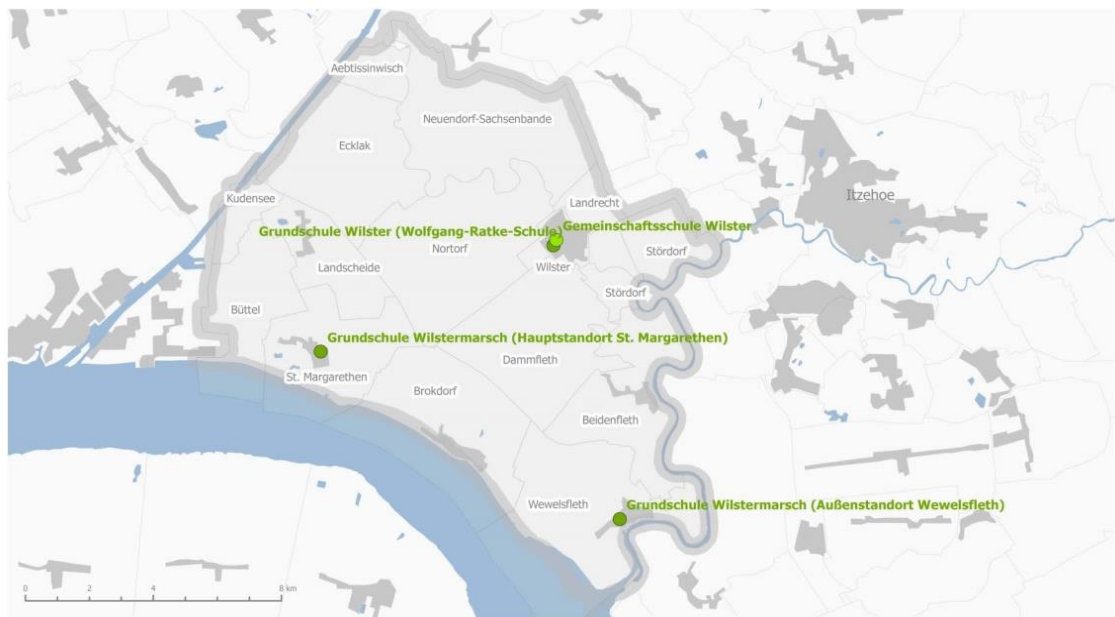 Aebtissinwisch
Neuendorf-Sachsenbande
Ecklak
Itzehoe
Kudensee
Landrecht
Grundschule Wilster (Wolfgang-Ratke-Schule)
Gemeinschaftsschule Wilster
Nortorf
Stördorf
Landscheide
Wilster
Stördorf
Büttel
Grundschule Wilstermarsch (Hauptstandort St. Margarethen)
Dammfleth
St. Margarethen
Brokdorf
Beidenfleth
Wewelsfleth
Grundschule Wilstermarsch (Außenstandort Wewelsfleth)
0 2 4 6 8 km